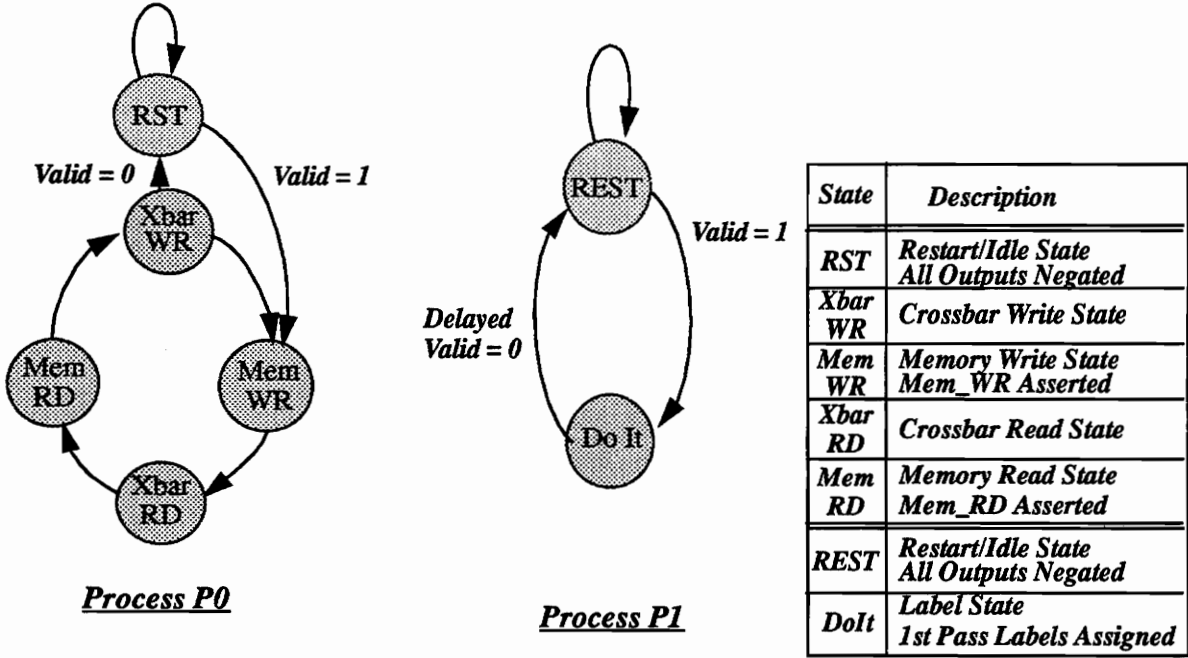 RST
Valid = 0
Valid = 1
Xbar
WR
Mem
RD
Mem
WR
Xbar
RD
Process P0
REST
Valid = 1
Delayed
Valid = 0
Do It
Process P1
State Description
RST Restart/Idle State
All Outputs Negated
Xbar
WR Crossbar Write State
Mem Memory Write State
WR Mem_WR Asserted
Xbar
RD Crossbar Read State
Mem Memory Read State
RD Mem_RD Asserted
REST Restart/Idle State
All Outputs Negated
DoIt Label State
1st Pass Labels Assigned